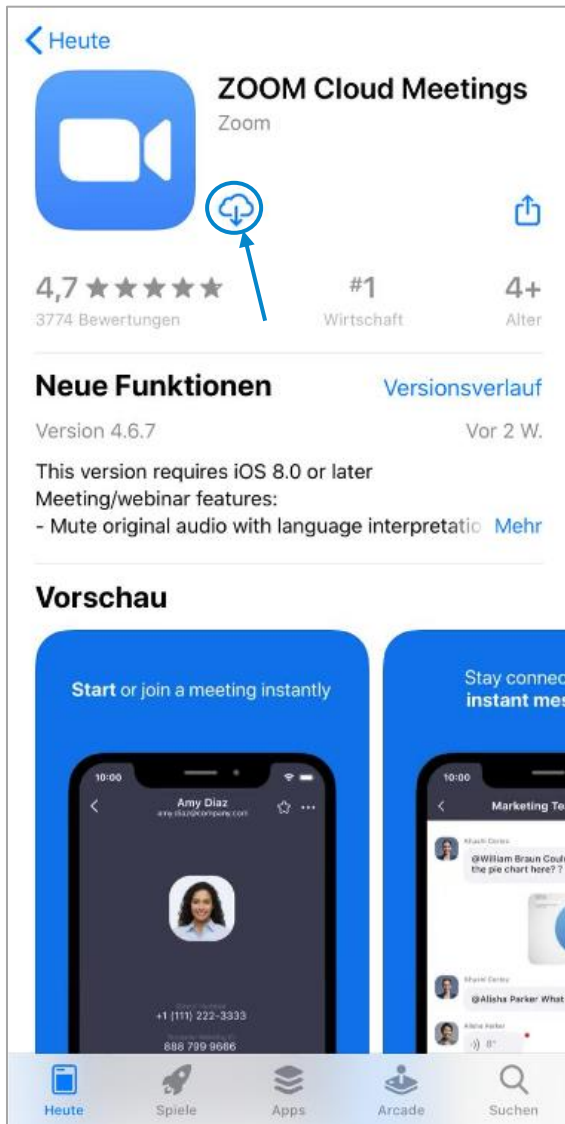 Heute
ZOOM Cloud Meetings
Zoom
4,7 ★★★★★ #1 4+
3774 Bewertungen Wirtschaft Alter
Neue Funktionen Versionsverlauf
Version 4.6.7 Vor 2 W.
This version requires iOS 8.0 or later
Meeting/webinar features:
- Mute original audio with language interpretatio Mehr
Vorschau
Start or join a meeting instantly
10:00
Amy Diaz
amy.diaz@company.com
+1 (111) 222-3333
888 799 9666
Stay connec
instant mes
10:00
Marketing Te
@William Braun Coul
the pie chart here? ?
@Alisha Parker What
Alisha Parker
8"
Heute Spiele Apps Arcade Suchen